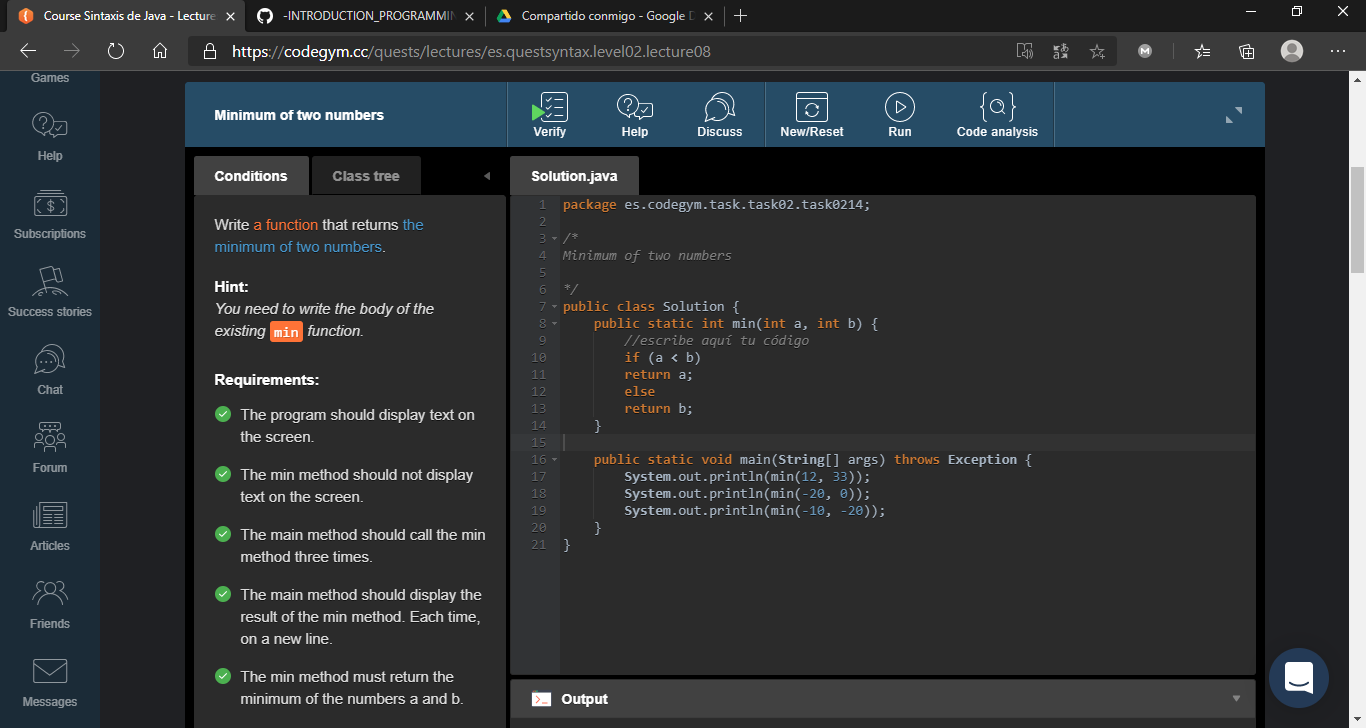 Course Sintaxis de Java - Lecture
-INTRODUCTION_PROGRAMMIN
Compartido conmigo - Google D
https://codegym.cc/quests/lectures/es.questsyntax.level02.lecture08
M
Games
Help
Subscriptions
Success stories
Chat
Forum
Articles
Friends
Messages
Minimum of two numbers
Verify
Help
Discuss
New/Reset
Run
Code analysis
Conditions
Class tree
Write a function that returns the
minimum of two numbers.
Hint:
You need to write the body of the
existing min function.
Requirements:
The program should display text on
the screen.
The min method should not display
text on the screen.
The main method should call the min
method three times.
The main method should display the
result of the min method. Each time,
on a new line.
The min method must return the
minimum of the numbers a and b.
Solution.java
1 package es.codegym.task.task02.task0214;
2
3 /*
4 Minimum of two numbers
5
6 */
7 public class Solution {
8 public static int min(int a, int b) {
9 //escribe aquí tu código
10 if (a < b)
11 return a;
12 else
13 return b;
14 }
15
16 public static void main(String[] args) throws Exception {
17 System.out.println(min(12, 33));
18 System.out.println(min(-20, 0));
19 System.out.println(min(-10, -20));
20 }
21 }
Output